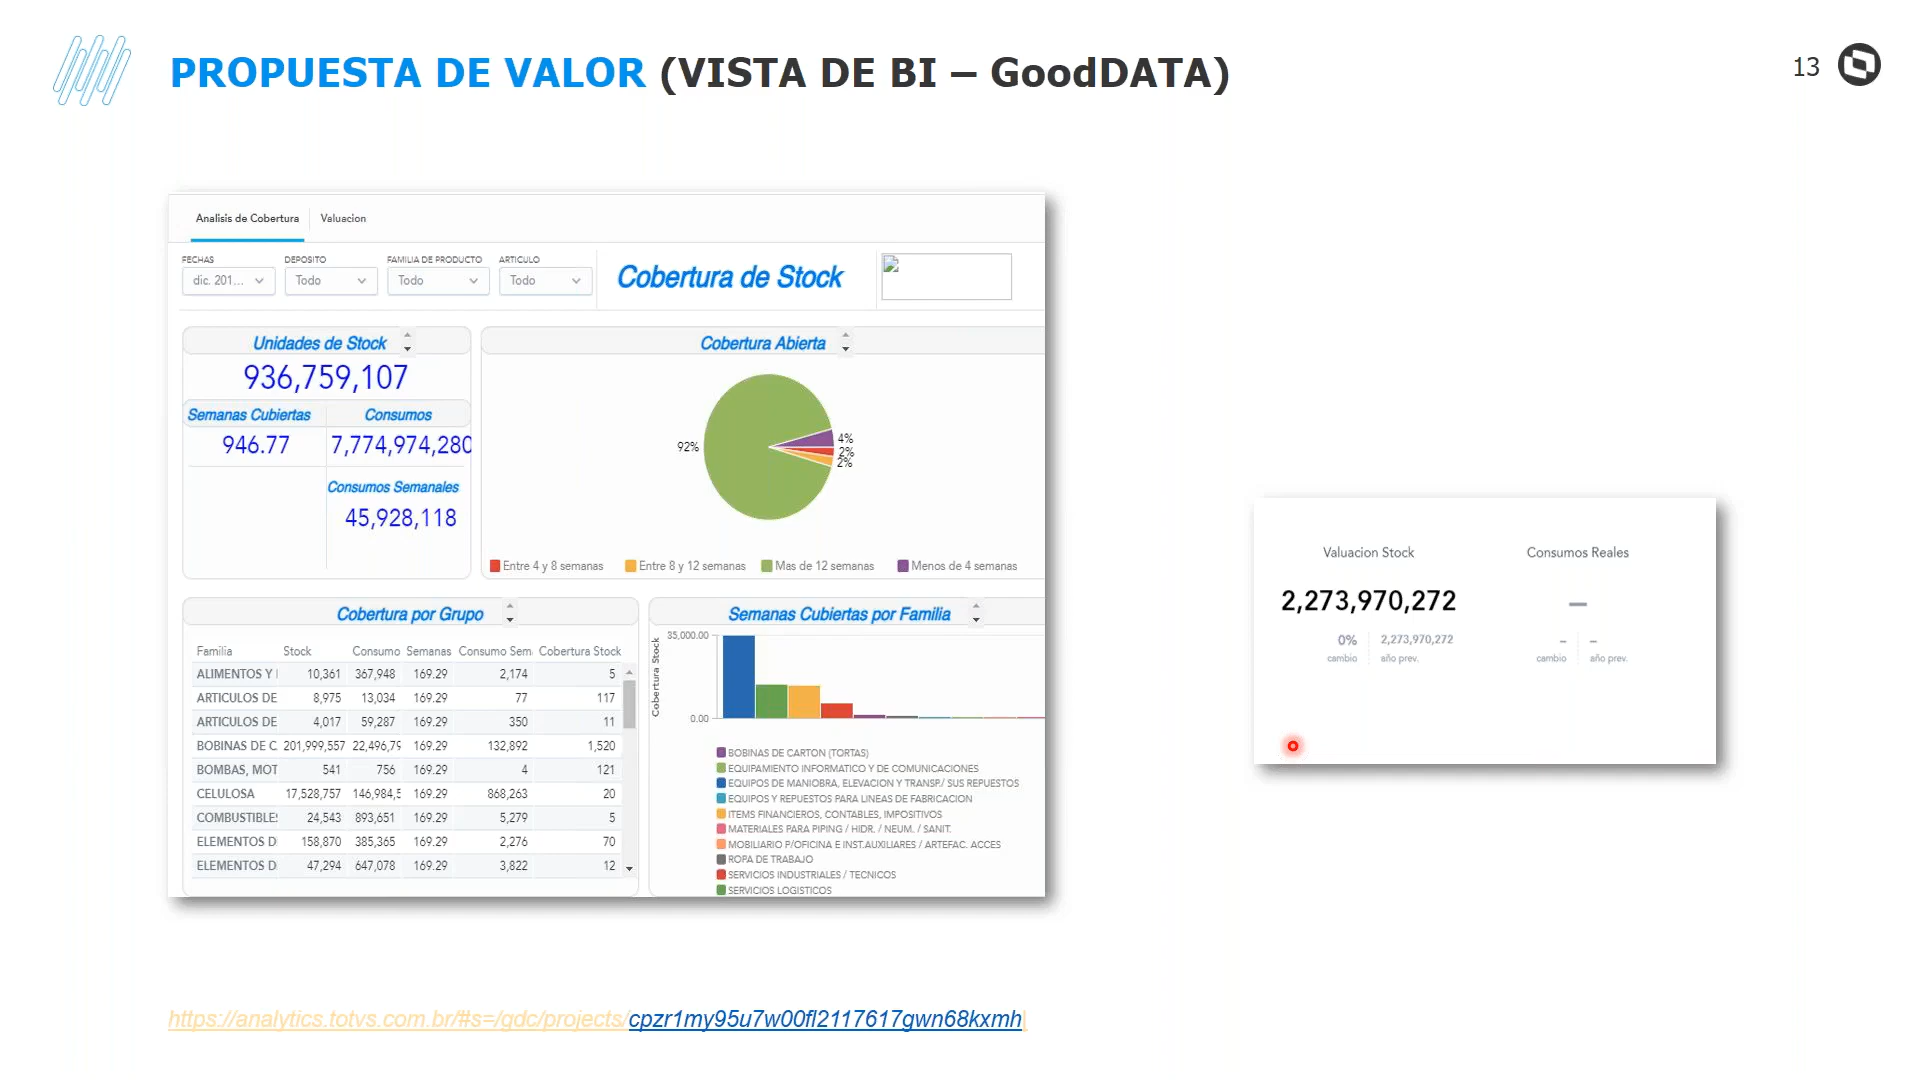 PROPUESTA DE VALOR (VISTA DE BI – GoodDATA)
13
Analisis de Cobertura Valuacion
FECHAS DEPOSITO FAMILIA DE PRODUCTO ARTICULO
dic. 201... Todo Todo Todo
Cobertura de Stock
Unidades de Stock
936,759,107
Semanas Cubiertas Consumos
946.77 7,774,974,280
Consumos Semanales
45,928,118
Cobertura Abierta
92%
4%
2%
2%
Entre 4 y 8 semanas Entre 8 y 12 semanas Mas de 12 semanas Menos de 4 semanas
Cobertura por Grupo
Familia Stock Consumo Semanas Consumo Sem Cobertura Stock
ALIMENTOS Y 10,361 367,948 169.29 2,174 5
ARTICULOS DE 8,975 13,034 169.29 77 117
ARTICULOS DE 4,017 59,287 169.29 350 11
BOBINAS DE C 201,999,557 22,496,79 169.29 132,892 1,520
BOMBAS, MOT 541 756 169.29 4 121
CELULOSA 17,528,757 146,984,5 169.29 868,263 20
COMBUSTIBLE 24,543 893,651 169.29 5,279 5
ELEMENTOS D 158,870 385,365 169.29 2,276 70
ELEMENTOS D 47,294 647,078 169.29 3,822 12
Semanas Cubiertas por Familia
Cobertura Stock
35,000.00
0.00
BOBINAS DE CARTON (TORTAS)
EQUIPAMIENTO INFORMATICO Y DE COMUNICACIONES
EQUIPOS DE MANIOBRA, ELEVACION Y TRANSP./ SUS REPUESTOS
EQUIPOS Y REPUESTOS PARA LINEAS DE FABRICACION
ITEMS FINANCIEROS, CONTABLES, IMPOSITIVOS
MATERIALES PARA PIPING / HIDR. / NEUM. / SANIT.
MOBILIARIO P/OFICINA E INST.AUXILIARES / ARTEFAC. ACCES
ROPA DE TRABAJO
SERVICIOS INDUSTRIALES / TECNICOS
SERVICIOS LOGISTICOS
Valuacion Stock Consumos Reales
2,273,970,272 –
0% 2,273,970,272 – –
cambio año prev. cambio año prev.
https://analytics.totvs.com.br/#s=/gdc/projects/cpzr1my95u7w00fl2117617gwn68kxmh|